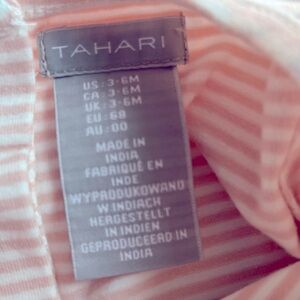 TAHARI
US: 3-6M
CA: 3-6M
UK: 3-6M
EU: 68
AU: 00
MADE IN
INDIA
FABRIQUÉ EN
INDE
WYPRODUKOWANO
W INDIACH
HERGESTELLT
IN INDIEN
GEPRODUCEERD IN
INDIA